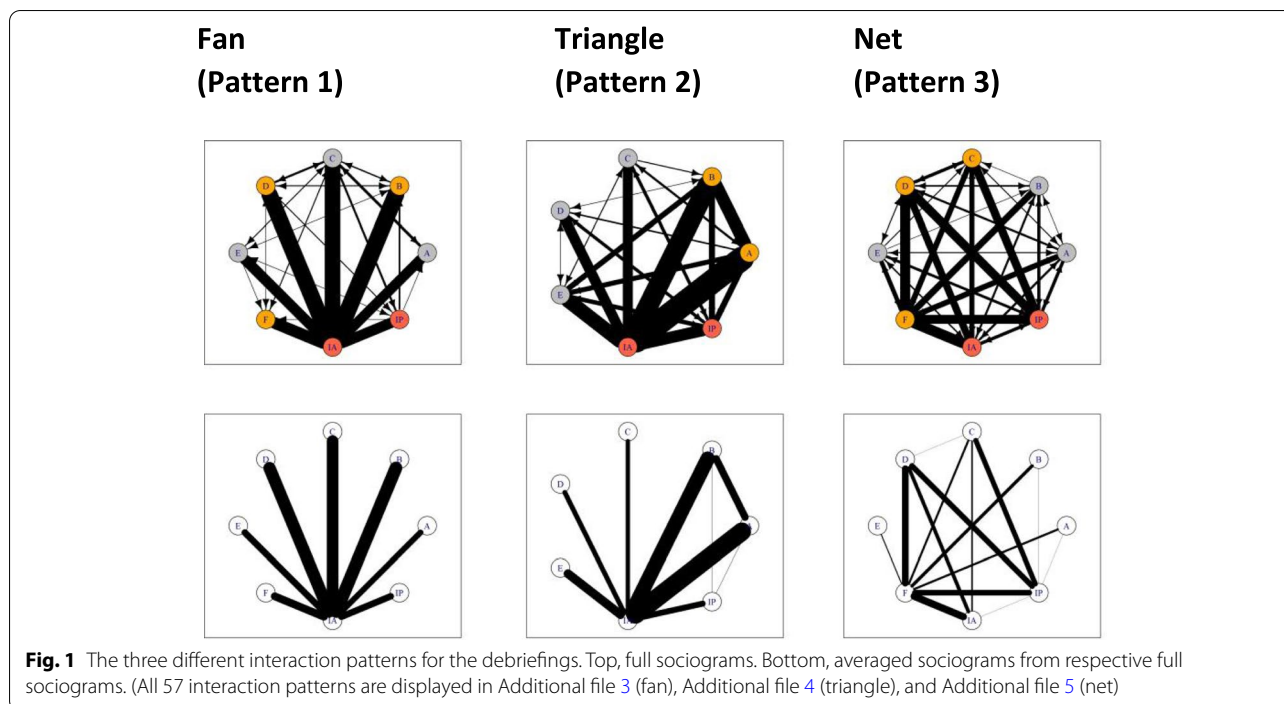 Fan
(Pattern 1)
Triangle
(Pattern 2)
Net
(Pattern 3)
C
D
B
E
A
F
IP
IA
C
B
D
A
E
IP
IA
C
D
B
E
A
F
IP
IA
C
D
B
E
A
F
IP
IA
C
B
D
A
E
IP
IA
C
D
B
E
A
F
IP
IA
Fig. 1 The three different interaction patterns for the debriefings. Top, full sociograms. Bottom, averaged sociograms from respective full
sociograms. (All 57 interaction patterns are displayed in Additional file 3 (fan), Additional file 4 (triangle), and Additional file 5 (net)